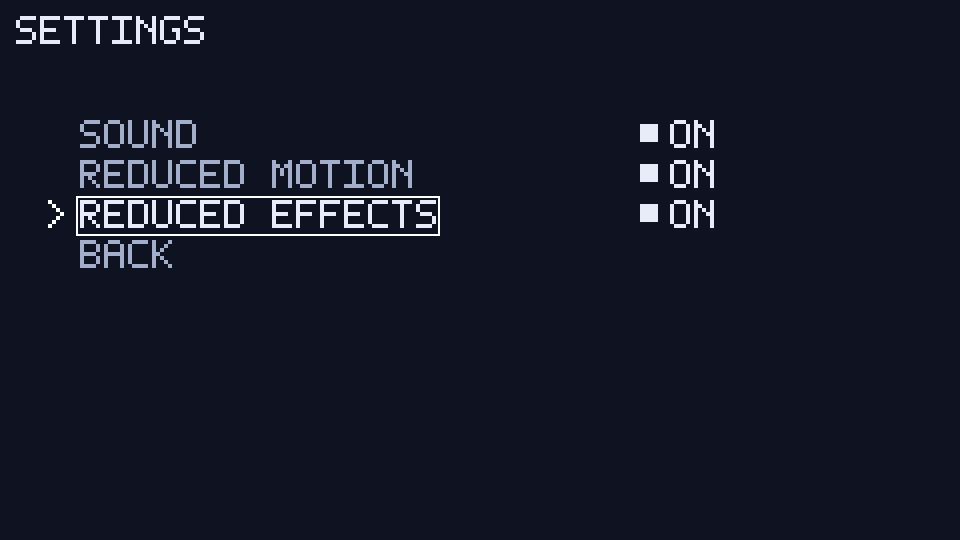 SETTINGS
SOUND ON
REDUCED MOTION ON
> REDUCED EFFECTS ON
BACK